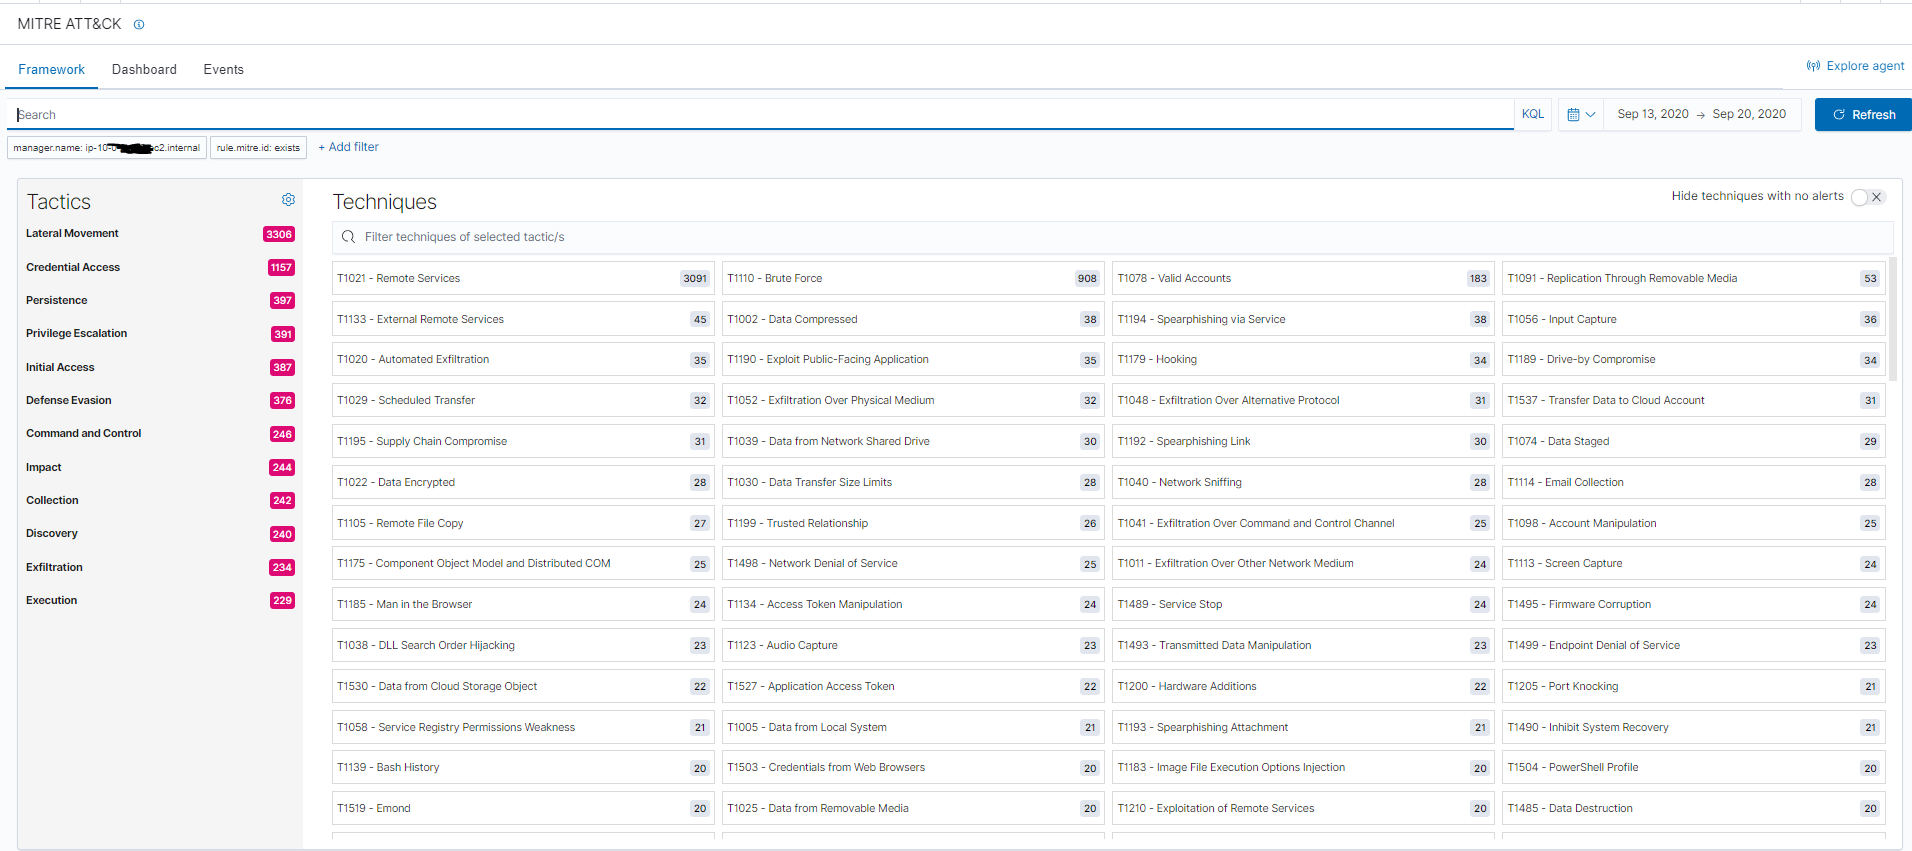 MITRE ATT&CK
Framework Dashboard Events
Explore agent
Search
KQL
Sep 13, 2020 → Sep 20, 2020
Refresh
manager.name: ip-10- c2.internal
rule.mitre.id: exists
+ Add filter
Tactics
Lateral Movement 3306
Credential Access 1157
Persistence 397
Privilege Escalation 391
Initial Access 387
Defense Evasion 376
Command and Control 246
Impact 244
Collection 242
Discovery 240
Exfiltration 234
Execution 229
Techniques
Hide techniques with no alerts
Filter techniques of selected tactic/s
T1021 - Remote Services 3091
T1110 - Brute Force 908
T1078 - Valid Accounts 183
T1091 - Replication Through Removable Media 53
T1133 - External Remote Services 45
T1002 - Data Compressed 38
T1194 - Spearphishing via Service 38
T1056 - Input Capture 36
T1020 - Automated Exfiltration 35
T1190 - Exploit Public-Facing Application 35
T1179 - Hooking 34
T1189 - Drive-by Compromise 34
T1029 - Scheduled Transfer 32
T1052 - Exfiltration Over Physical Medium 32
T1048 - Exfiltration Over Alternative Protocol 31
T1537 - Transfer Data to Cloud Account 31
T1195 - Supply Chain Compromise 31
T1039 - Data from Network Shared Drive 30
T1192 - Spearphishing Link 30
T1074 - Data Staged 29
T1022 - Data Encrypted 28
T1030 - Data Transfer Size Limits 28
T1040 - Network Sniffing 28
T1114 - Email Collection 28
T1105 - Remote File Copy 27
T1199 - Trusted Relationship 26
T1041 - Exfiltration Over Command and Control Channel 25
T1098 - Account Manipulation 25
T1175 - Component Object Model and Distributed COM 25
T1498 - Network Denial of Service 25
T1011 - Exfiltration Over Other Network Medium 24
T1113 - Screen Capture 24
T1185 - Man in the Browser 24
T1134 - Access Token Manipulation 24
T1489 - Service Stop 24
T1495 - Firmware Corruption 24
T1038 - DLL Search Order Hijacking 23
T1123 - Audio Capture 23
T1493 - Transmitted Data Manipulation 23
T1499 - Endpoint Denial of Service 23
T1530 - Data from Cloud Storage Object 22
T1527 - Application Access Token 22
T1200 - Hardware Additions 22
T1205 - Port Knocking 21
T1058 - Service Registry Permissions Weakness 21
T1005 - Data from Local System 21
T1193 - Spearphishing Attachment 21
T1490 - Inhibit System Recovery 21
T1139 - Bash History 20
T1503 - Credentials from Web Browsers 20
T1183 - Image File Execution Options Injection 20
T1504 - PowerShell Profile 20
T1519 - Emond 20
T1025 - Data from Removable Media 20
T1210 - Exploitation of Remote Services 20
T1485 - Data Destruction 20